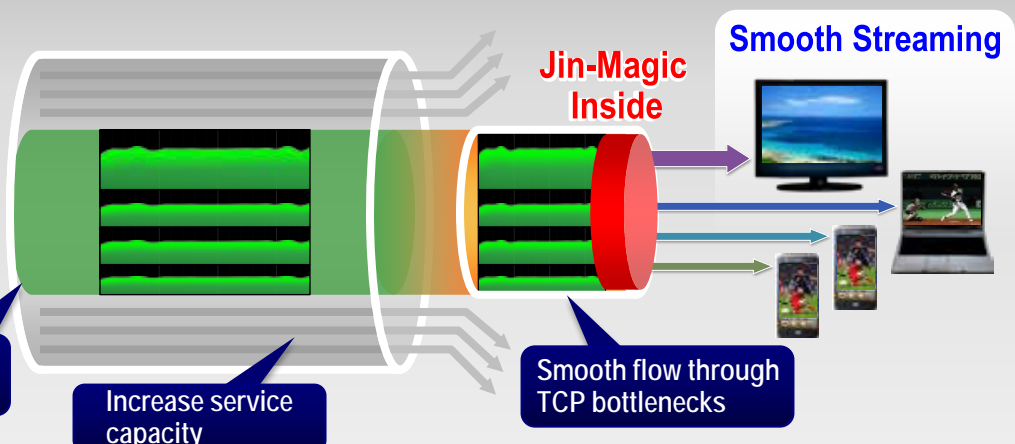 Smooth Streaming
Jin-Magic
Inside
Smooth flow through
TCP bottlenecks
Increase service
capacity